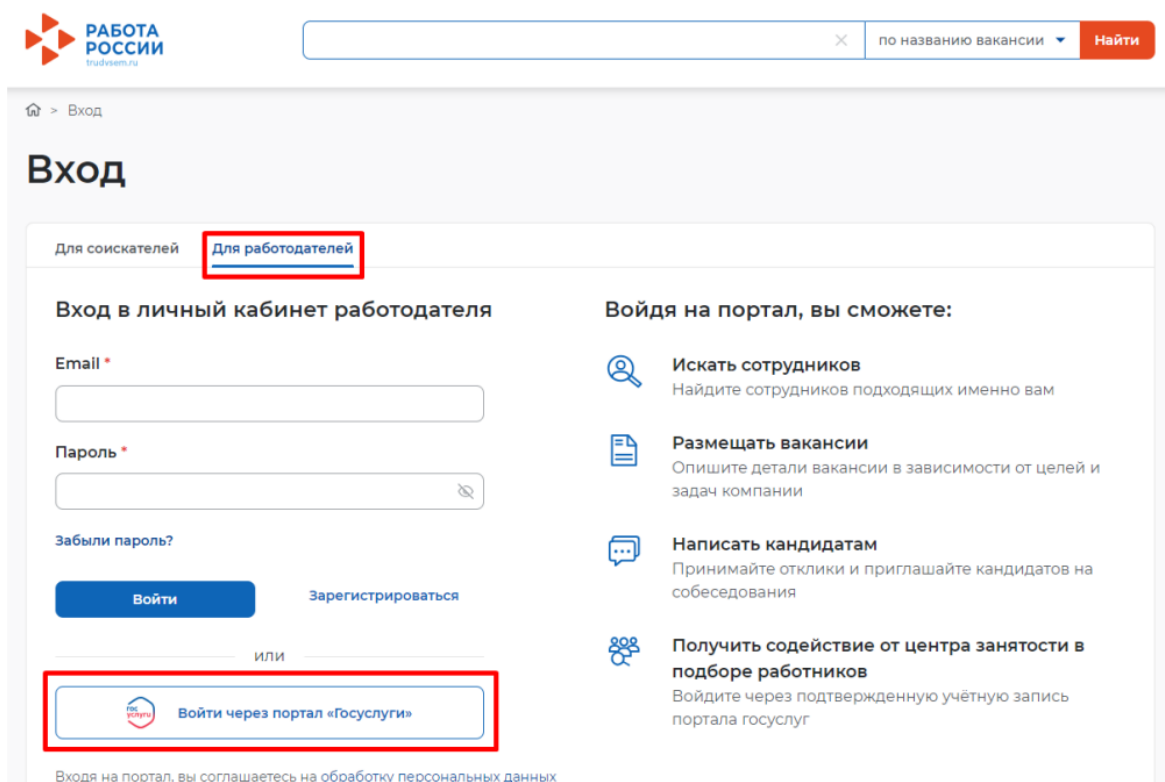 РАБОТА
РОССИИ
trudvsem.ru
по названию вакансии
Найти
> Вход
Вход
Для соискателей
Для работодателей
Вход в личный кабинет работодателя
Email *
Пароль *
Забыли пароль?
Войти
Зарегистрироваться
или
гос
услуги
Войти через портал «Госуслуги»
Входя на портал, вы соглашаетесь на обработку персональных данных
Войдя на портал, вы сможете:
Искать сотрудников
Найдите сотрудников подходящих именно вам
Размещать вакансии
Опишите детали вакансии в зависимости от целей и
задач компании
Написать кандидатам
Принимайте отклики и приглашайте кандидатов на
собеседования
Получить содействие от центра занятости в
подборе работников
Войдите через подтвержденную учётную запись
портала госуслуг